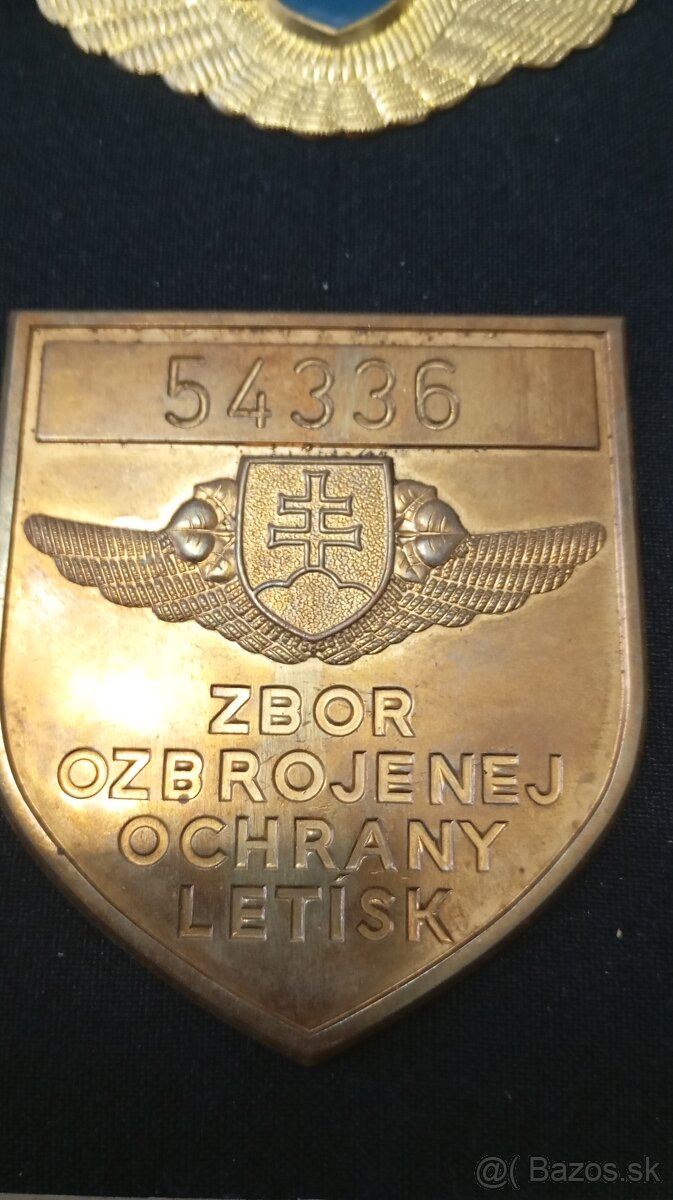 54336
ZBOR
OZBROJENEJ
OCHRANY
LETÍSK
@( Bazos.sk